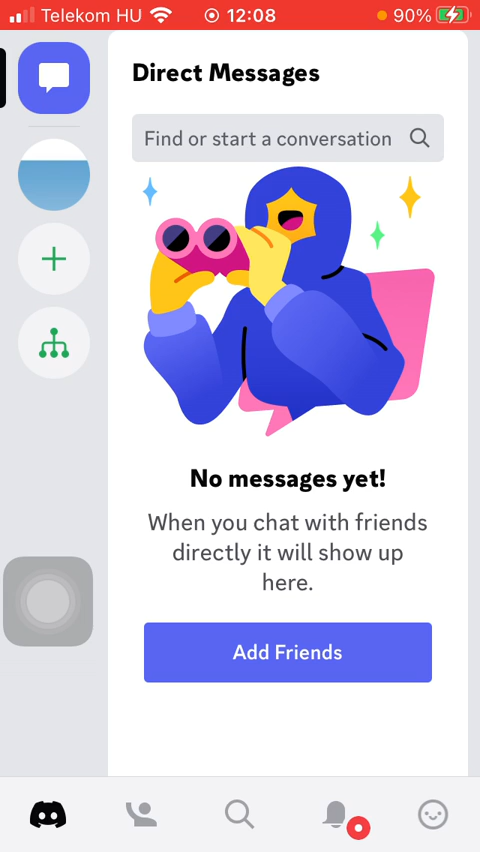 Telekom HU 12:08 90%
Direct Messages
Find or start a conversation
No messages yet!
When you chat with friends
directly it will show up
here.
Add Friends